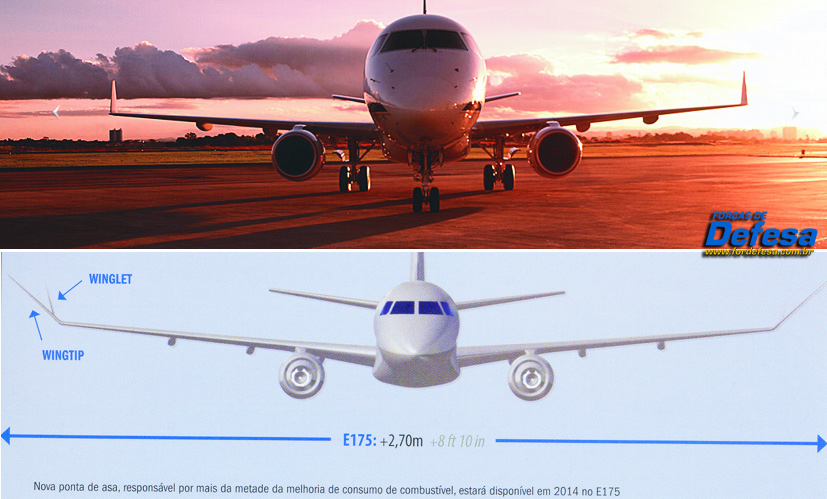 FORÇAS DE
Defesa
www.fordefesa.com.br
WINGLET
WINGTIP
E175: +2,70m +8 ft 10 in
Nova ponta de asa, responsável por mais da metade da melhoria de consumo de combustível, estará disponível em 2014 no E175